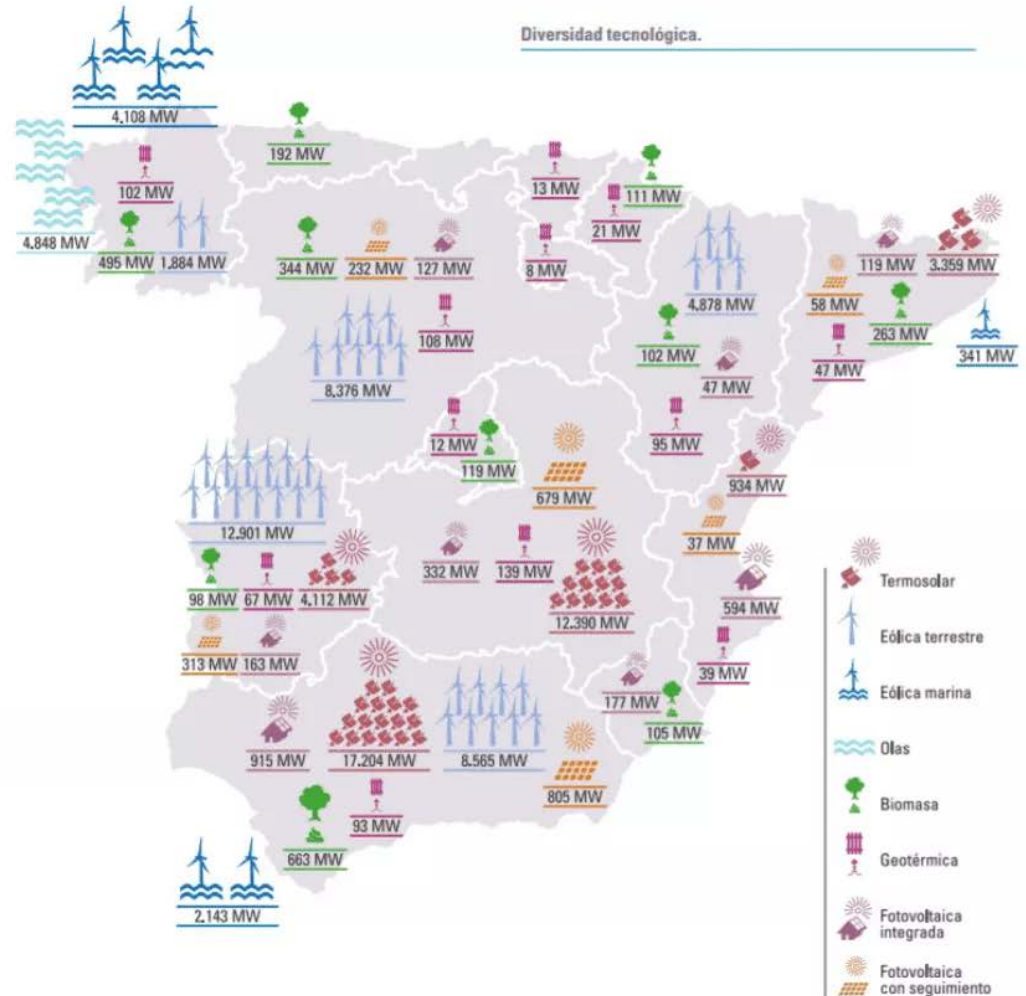 Diversidad tecnológica.
4.108 MW
192 MW
13 MW
111 MW
102 MW
21 MW
4.848 MW
495 MW
1.884 MW
344 MW
232 MW
127 MW
8 MW
119 MW
3.359 MW
4.878 MW
58 MW
263 MW
108 MW
102 MW
47 MW
341 MW
8.376 MW
47 MW
12 MW
95 MW
119 MW
679 MW
934 MW
12.901 MW
37 MW
332 MW
139 MW
98 MW
67 MW
4.112 MW
12.390 MW
594 MW
313 MW
163 MW
39 MW
177 MW
105 MW
915 MW
17.204 MW
8.565 MW
805 MW
93 MW
663 MW
2.143 MW
Termosolar
Eólica terrestre
Eólica marina
Olas
Biomasa
Geotérmica
Fotovoltaica
integrada
Fotovoltaica
con seguimiento